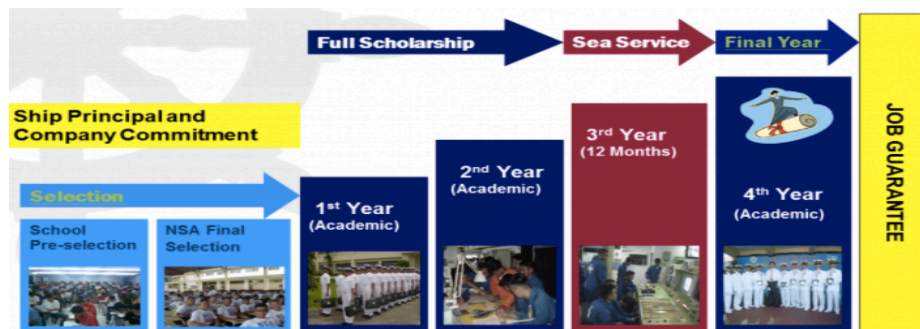 Full Scholarship
Sea Service
Final Year
Ship Principal and
Company Commitment
Selection
School
Pre-selection
NSA Final
Selection
1st Year
(Academic)
2nd Year
(Academic)
3rd Year
(12 Months)
4th Year
(Academic)
JOB GUARANTEE